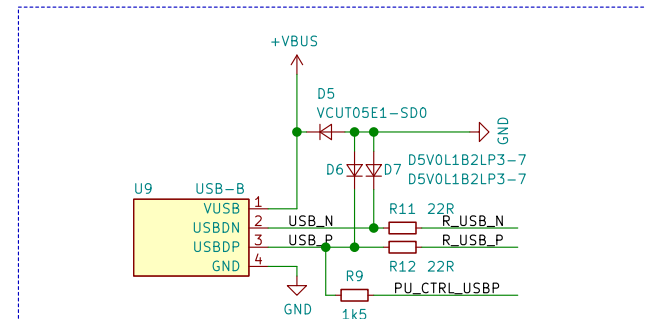 +VBUS
D5
VCUT05E1-SD0
GND
D6
D7
D5V0L1B2LP3-7
D5V0L1B2LP3-7
U9
USB-B
VUSB 1
USBDN 2
USBDP 3
GND 4
USB_N
USB_P
R11 22R
R_USB_N
R_USB_P
R12 22R
R9
1k5
PU_CTRL_USBP
GND